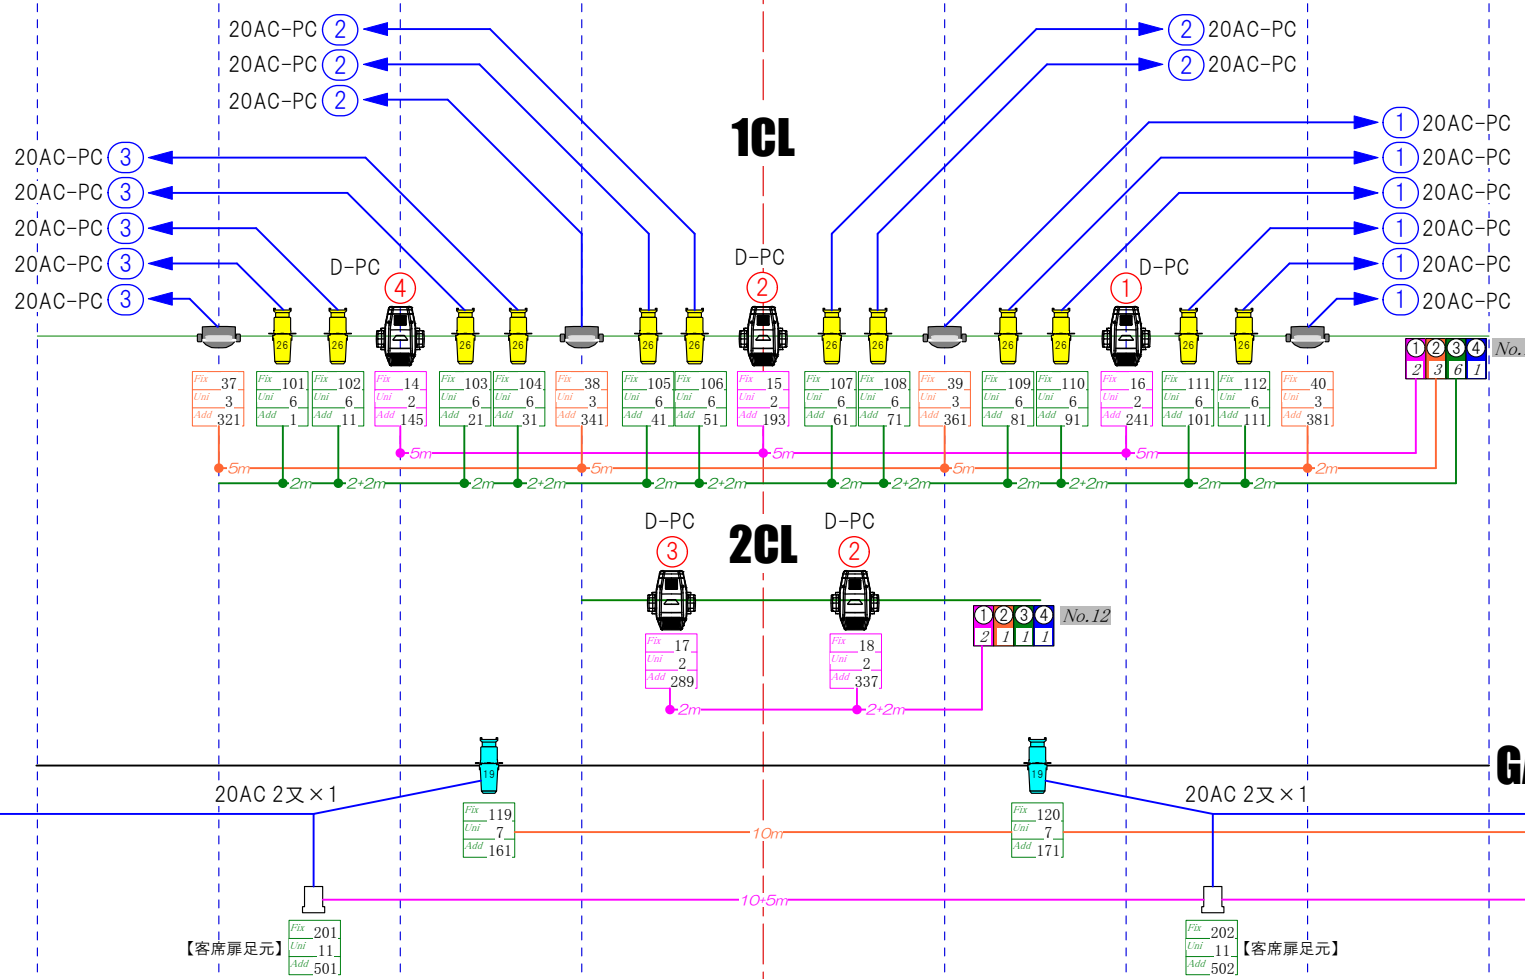 20AC-PC ②
② 20AC-PC
20AC-PC ②
② 20AC-PC
20AC-PC ②
1CL
① 20AC-PC
20AC-PC ③
① 20AC-PC
20AC-PC ③
① 20AC-PC
20AC-PC ③
① 20AC-PC
20AC-PC ③
① 20AC-PC
20AC-PC ③
① 20AC-PC
D-PC
④
D-PC
②
D-PC
①
26
26
26
26
26
26
26
26
26
26
26
26
① ② ③ ④
2 3 6 1
No.
Fix 37
Uni 3
Add 321
Fix 101
Uni 6
Add 1
Fix 102
Uni 6
Add 11
Fix 14
Uni 2
Add 145
Fix 103
Uni 6
Add 21
Fix 104
Uni 6
Add 31
Fix 38
Uni 3
Add 341
Fix 105
Uni 6
Add 41
Fix 106
Uni 6
Add 51
Fix 15
Uni 2
Add 193
Fix 107
Uni 6
Add 61
Fix 108
Uni 6
Add 71
Fix 39
Uni 3
Add 361
Fix 109
Uni 6
Add 81
Fix 110
Uni 6
Add 91
Fix 16
Uni 2
Add 241
Fix 111
Uni 6
Add 101
Fix 112
Uni 6
Add 111
Fix 40
Uni 3
Add 381
5m 5m 5m
5m 5m 5m 2m
2m 2+2m 2m 2+2m 2m 2+2m 2m 2+2m 2m 2+2m 2m 2m
2CL
D-PC
③
D-PC
②
① ② ③ ④
2 1 1 1
No.12
Fix 17
Uni 2
Add 289
Fix 18
Uni 2
Add 337
2m 2+2m
GA
19
19
20AC 2又×1
20AC 2又×1
Fix 119
Uni 7
Add 161
10m
Fix 120
Uni 7
Add 171
10+5m
【客席扉足元】
Fix 201
Uni 11
Add 501
Fix 202
Uni 11
Add 502
【客席扉足元】